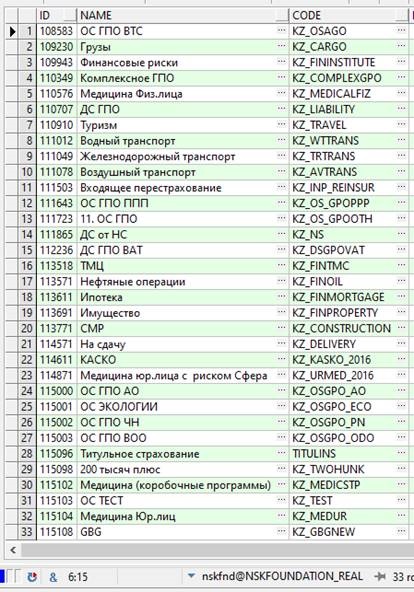 ID NAME CODE
1 108583 ОС ГПО ВТС ... KZ_OSAGO
2 109230 Грузы ... KZ_CARGO
3 109943 Финансовые риски ... KZ_FININSTITUTE
4 110349 Комплексное ГПО ... KZ_COMPLEXGPO
5 110576 Медицина Физ.лица ... KZ_MEDICALFIZ
6 110707 ДС ГПО ... KZ_LIABILITY
7 110910 Туризм ... KZ_TRAVEL
8 111012 Водный транспорт ... KZ_WTTRANS
9 111049 Железнодорожный транспорт ... KZ_TRTRANS
10 111078 Воздушный транспорт ... KZ_AVTRANS
11 111503 Входящее перестрахование ... KZ_INP_REINSUR
12 111643 ОС ГПО ППП ... KZ_OS_GPOPPP
13 111723 11. ОС ГПО ... KZ_OS_GPOOTH
14 111865 ДС от НС ... KZ_NS
15 112236 ДС ГПО ВАТ ... KZ_DSGPOVAT
16 113518 ТМЦ ... KZ_FINTMC
17 113571 Нефтяные операции ... KZ_FINOIL
18 113611 Ипотека ... KZ_FINMORTGAGE
19 113691 Имущество ... KZ_FINPROPERTY
20 113771 СМР ... KZ_CONSTRUCTION
21 114571 На сдачу ... KZ_DELIVERY
22 114611 КАСКО ... KZ_KASKO_2016
23 114871 Медицина юр.лица с риском Сфера ... KZ_URMED_2016
24 115000 ОС ГПО АО ... KZ_OSGPO_AO
25 115001 ОС ЭКОЛОГИИ ... KZ_OSGPO_ECO
26 115002 ОС ГПО ЧН ... KZ_OSGPO_PN
27 115003 ОС ГПО ВОО ... KZ_OSGPO_ODO
28 115096 Титульное страхование ... TITULINS
29 115098 200 тысяч плюс ... KZ_TWOHUNK
30 115102 Медицина (коробочные программы) ... KZ_MEDICSTP
31 115103 ОС ТЕСТ ... KZ_TEST
32 115104 Медицина Юр.лиц ... KZ_MEDUR
33 115108 GBG ... KZ_GBGNEW
& 6:15 nskfnd@NSKFOUNDATION_REAL 33 ro